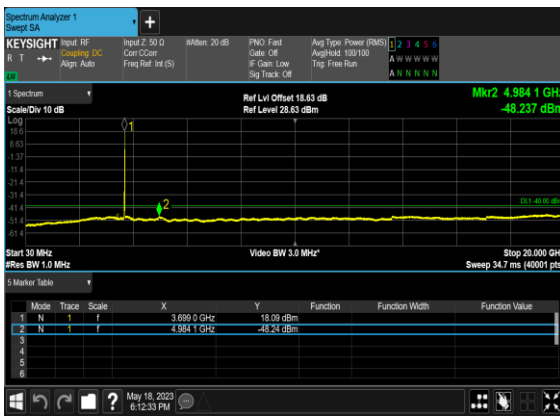 Spectrum Analyzer 1
Swept SA
KEYSIGHT Input: RF Input Z: 50 Ω #Atten: 20 dB PNO: Fast Avg Type: Power (RMS) 1 2 3 4 5 6
R T Coupling: DC Corr CCorr Gate: Off Avg|Hold: 100/100 A W W W W W
Align: Auto Freq Ref: Int (S) IF Gain: Low Trig: Free Run
Sig Track: Off A N N N N N
LV
1 Spectrum Ref Lvl Offset 18.63 dB Mkr2 4.984 1 GHz
Scale/Div 10 dB Ref Level 28.63 dBm -48.237 dBm
Log
18.6
8.63
-1.37
-11.4
-21.4
-31.4
-41.4
-51.4
-61.4
1
2
DL1 -40.00 dBm
Start 30 MHz Video BW 3.0 MHz* Stop 20.000 GHz
#Res BW 1.0 MHz Sweep 34.7 ms (40001 pts)
5 Marker Table
Mode Trace Scale X Y Function Function Width Function Value
1 N 1 f 3.699 0 GHz 18.09 dBm
2 N 1 f 4.984 1 GHz -48.24 dBm
3
4
5
6
May 18, 2023
6:12:33 PM